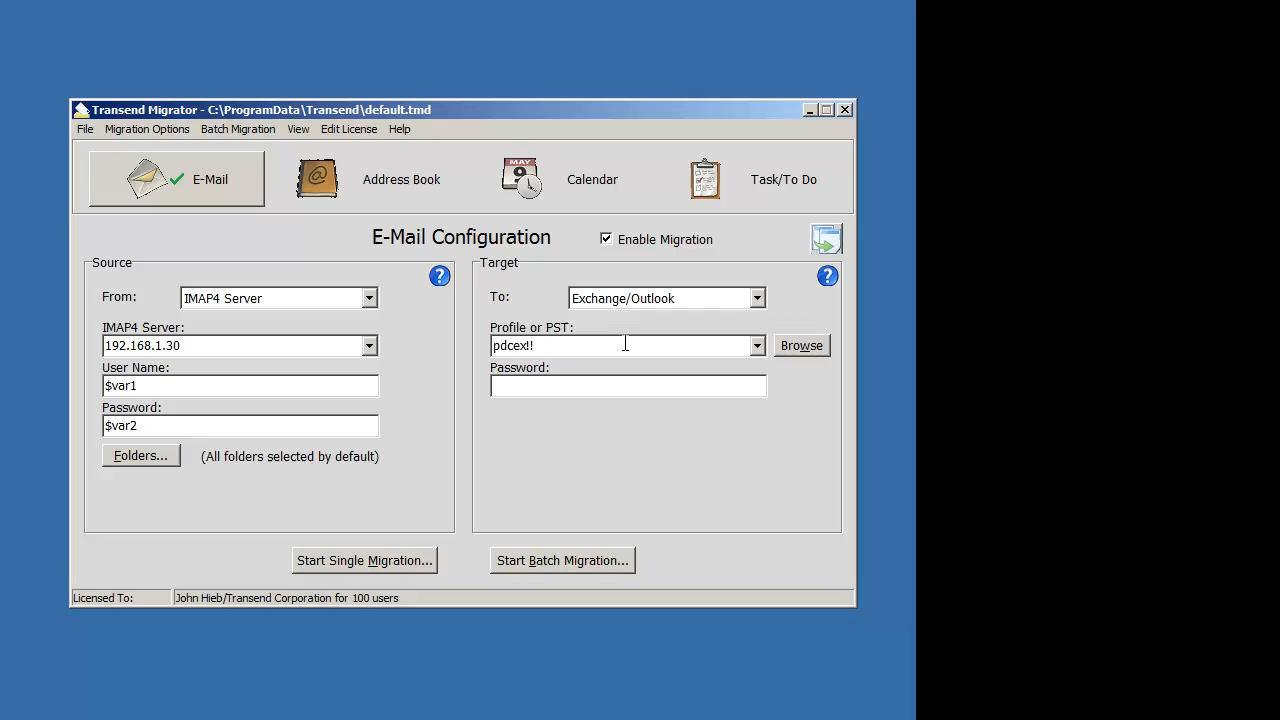 Transend Migrator - C:\ProgramData\Transend\default.tmd
File Migration Options Batch Migration View Edit License Help
E-Mail Address Book MAY 9 Calendar Task/To Do
E-Mail Configuration Enable Migration
Source
From: IMAP4 Server
IMAP4 Server:
192.168.1.30
User Name:
$var1
Password:
$var2
Folders... (All folders selected by default)
Target
To: Exchange/Outlook
Profile or PST:
pdcex!! Browse
Password:
Start Single Migration... Start Batch Migration...
Licensed To: John Hieb/Transend Corporation for 100 users